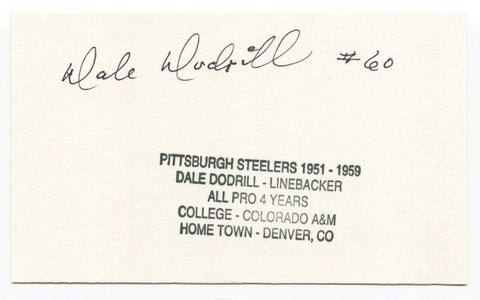 Dale Dodrill #60
PITTSBURGH STEELERS 1951 - 1959
DALE DODRILL - LINEBACKER
ALL PRO 4 YEARS
COLLEGE - COLORADO A&M
HOME TOWN - DENVER, CO